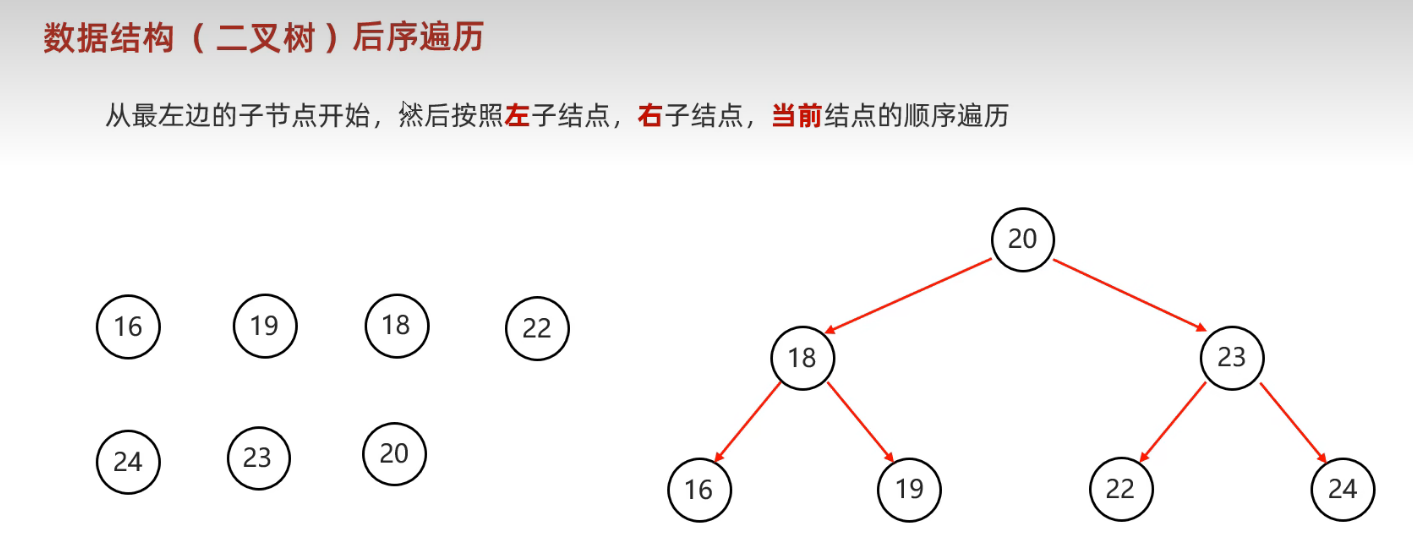 数据结构（二叉树）后序遍历
从最左边的子节点开始，然后按照左子结点，右子结点，当前结点的顺序遍历
20
16 19 18 22
18 23
24 23 20
16 19 22 24